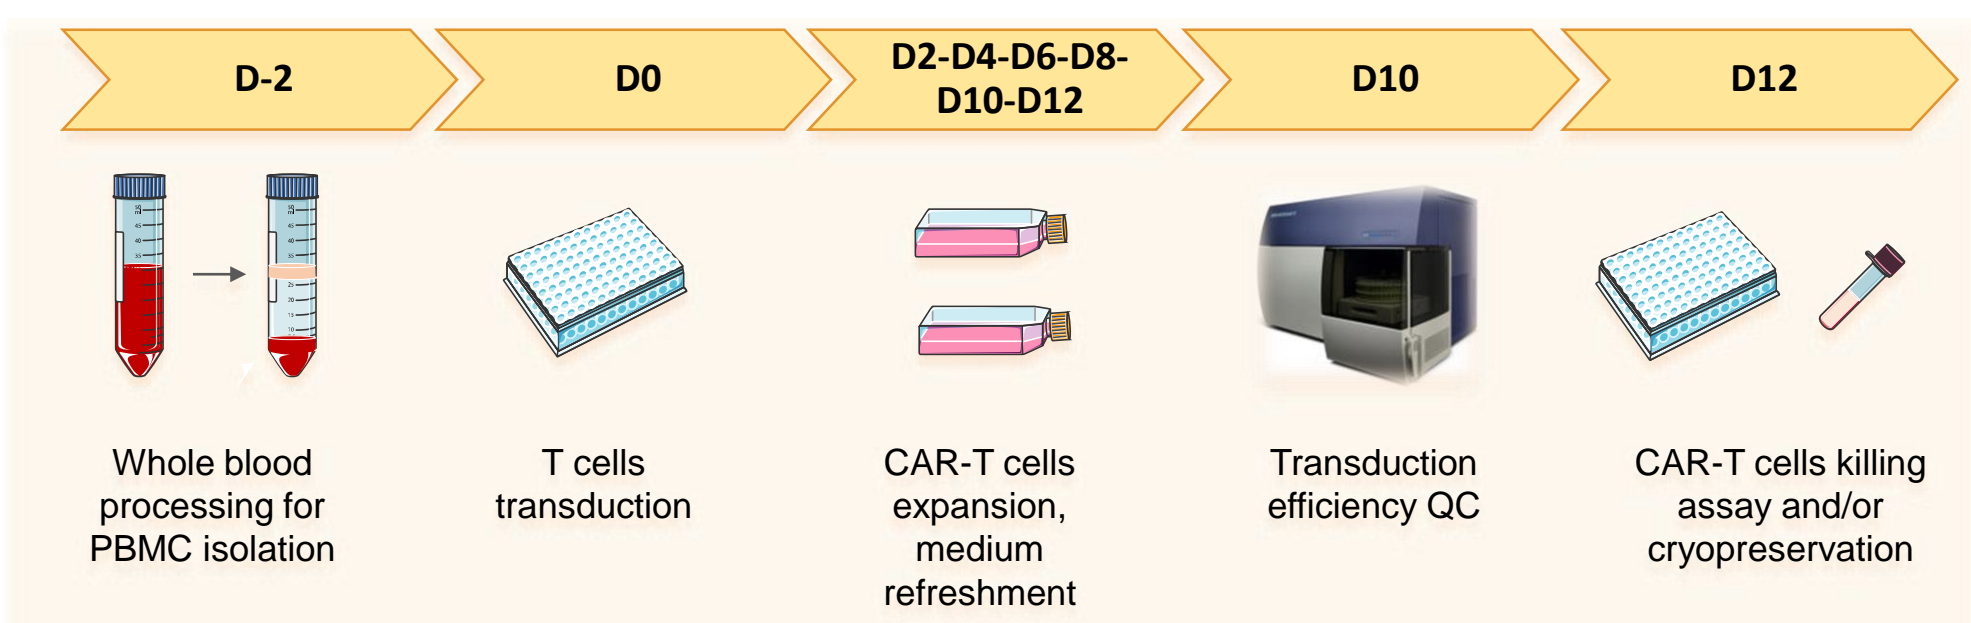 D-2
D0
D2-D4-D6-D8-
D10-D12
D10
D12
Whole blood
processing for
PBMC isolation
T cells
transduction
CAR-T cells
expansion,
medium
refreshment
Transduction
efficiency QC
CAR-T cells killing
assay and/or
cryopreservation